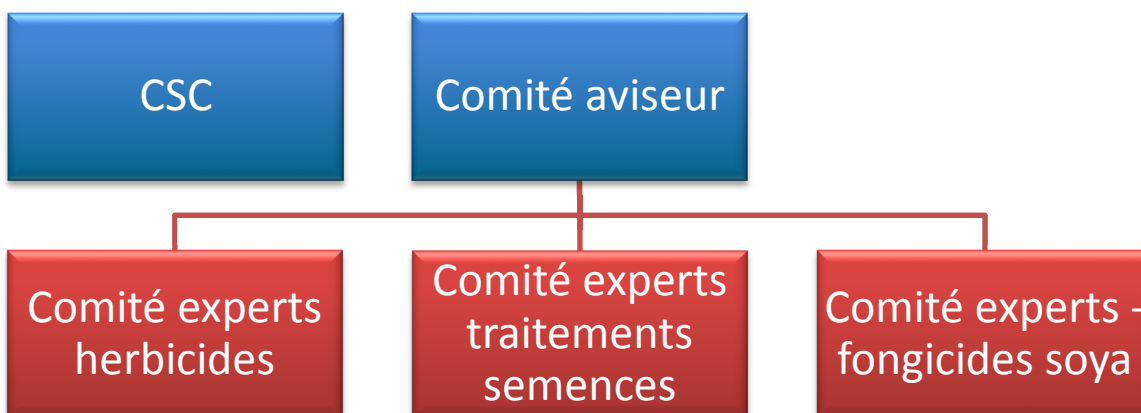 CSC
Comité aviseur
Comité experts
herbicides
Comité experts
traitements
semences
Comité experts -
fongicides soya